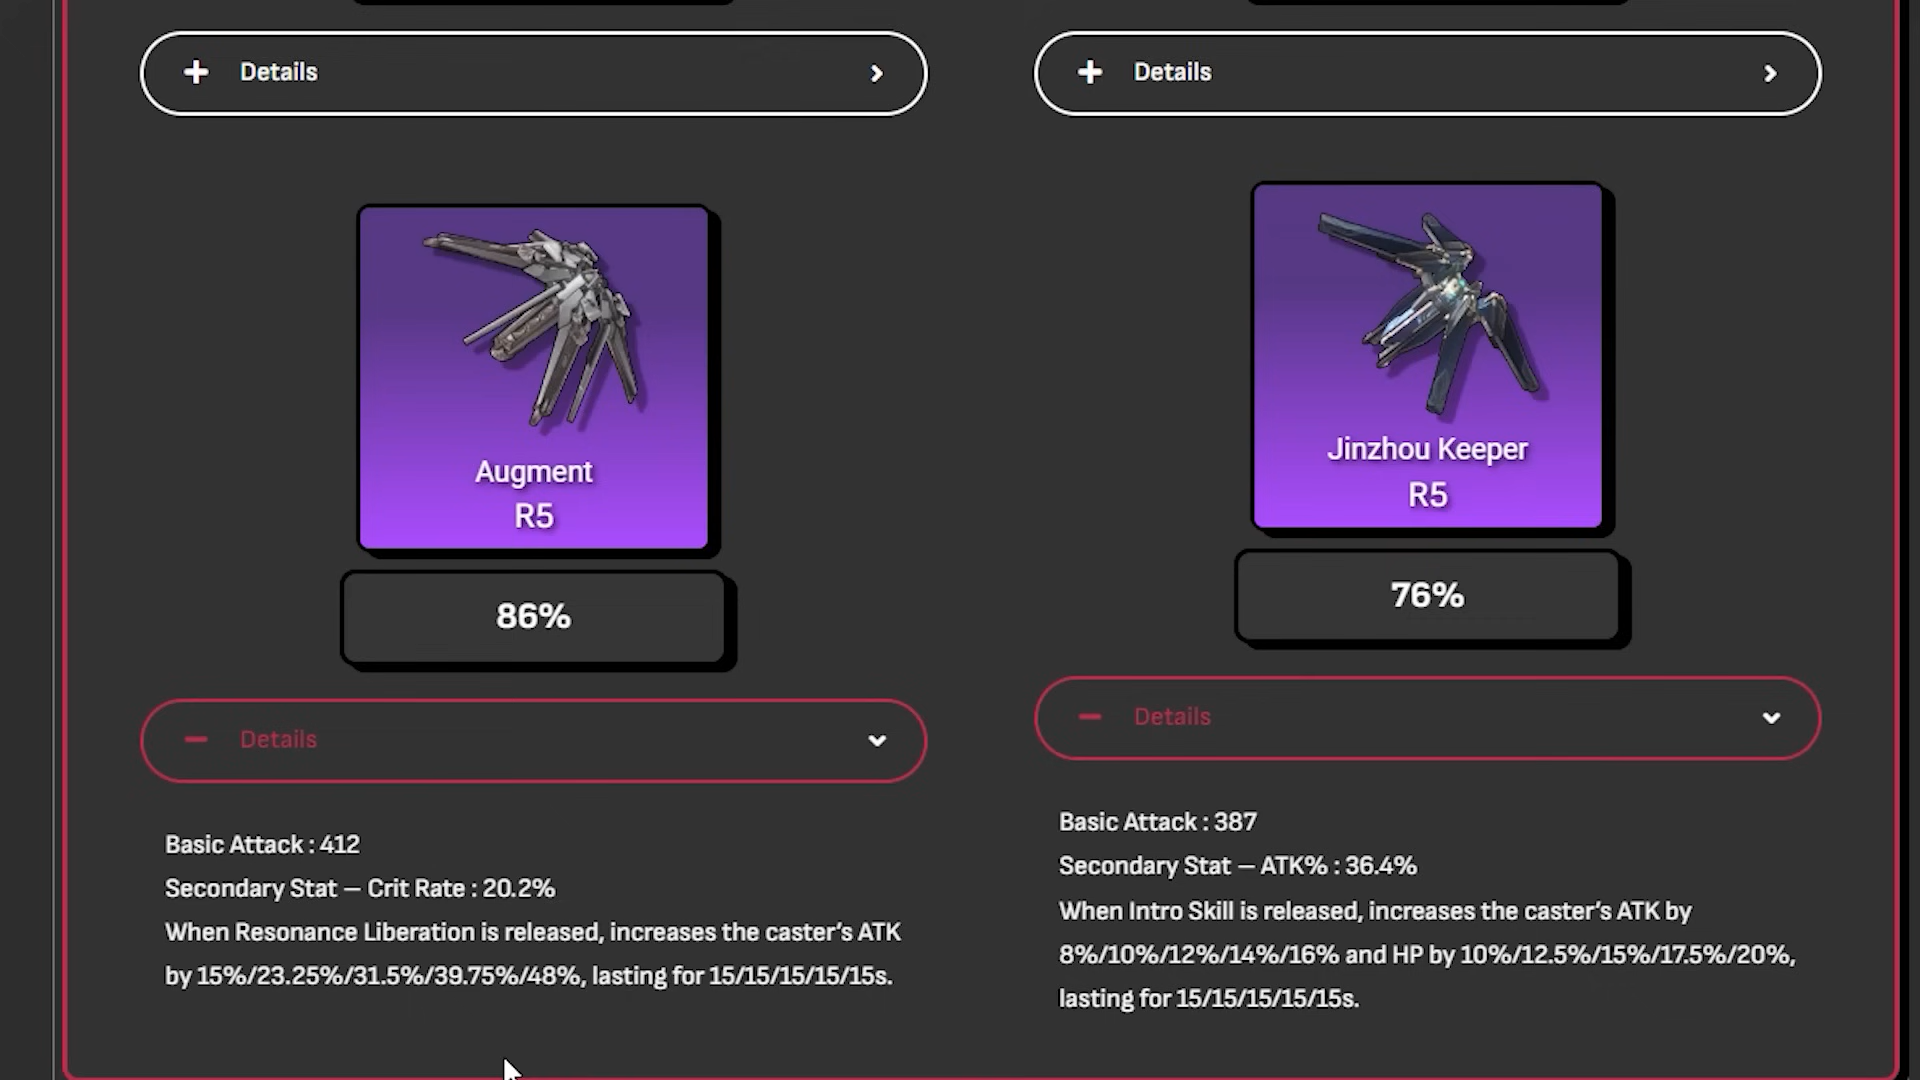 Details
Details
Augment
R5
86%
Details
Basic Attack : 412
Secondary Stat – Crit Rate : 20.2%
When Resonance Liberation is released, increases the caster’s ATK
by 15%/23.25%/31.5%/39.75%/48%, lasting for 15/15/15/15/15s.
Jinzhou Keeper
R5
76%
Details
Basic Attack : 387
Secondary Stat – ATK% : 36.4%
When Intro Skill is released, increases the caster’s ATK by
8%/10%/12%/14%/16% and HP by 10%/12.5%/15%/17.5%/20%,
lasting for 15/15/15/15/15s.